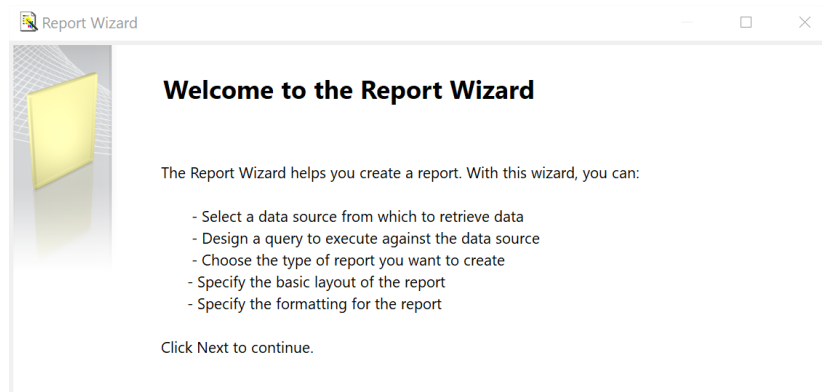 Report Wizard
Welcome to the Report Wizard
The Report Wizard helps you create a report. With this wizard, you can:
- Select a data source from which to retrieve data
- Design a query to execute against the data source
- Choose the type of report you want to create
- Specify the basic layout of the report
- Specify the formatting for the report
Click Next to continue.